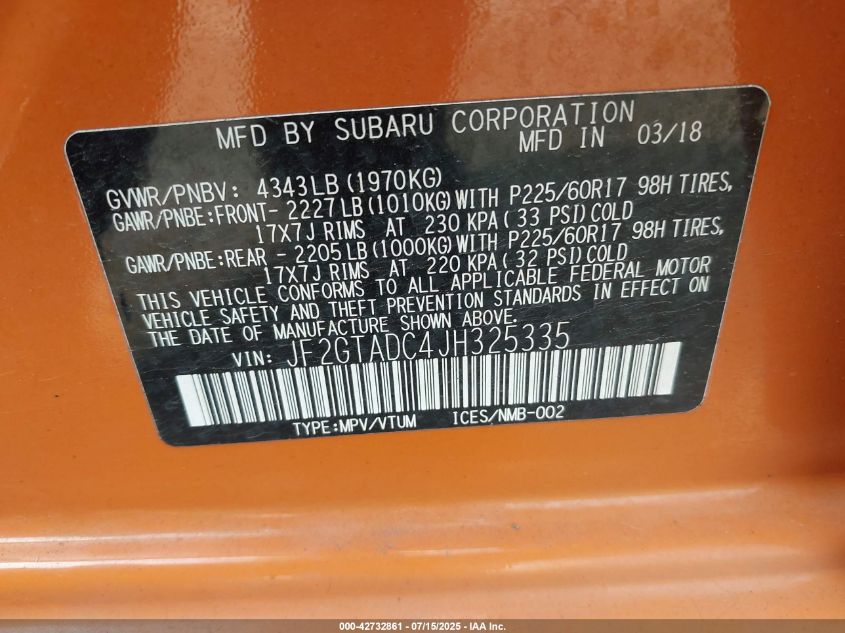 MFD BY SUBARU CORPORATION
MFD IN 03/18
GVWR/PNBV: 4343LB (1970KG)
GAWR/PNBE:FRONT- 2227LB(1010KG)WITH P225/60R17 98H TIRES,
17X7J RIMS AT 230 KPA( 33 PSI)COLD
GAWR/PNBE:REAR - 2205LB(1000KG)WITH P225/60R17 98H TIRES,
17X7J RIMS AT 220 KPA( 32 PSI)COLD
THIS VEHICLE CONFORMS TO ALL APPLICABLE FEDERAL MOTOR
VEHICLE SAFETY AND THEFT PREVENTION STANDARDS IN EFFECT ON
THE DATE OF MANUFACTURE SHOWN ABOVE.
VIN: JF2GTADC4JH325335
TYPE:MPV/VTUM ICES/NMB-002
000-42732861 - 07/15/2025 - IAA Inc.